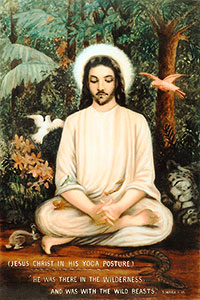 (JESUS CHRIST IN HIS YOGA POSTURE)
HE WAS THERE IN THE WILDERNESS
AND WAS WITH THE WILD BEASTS.